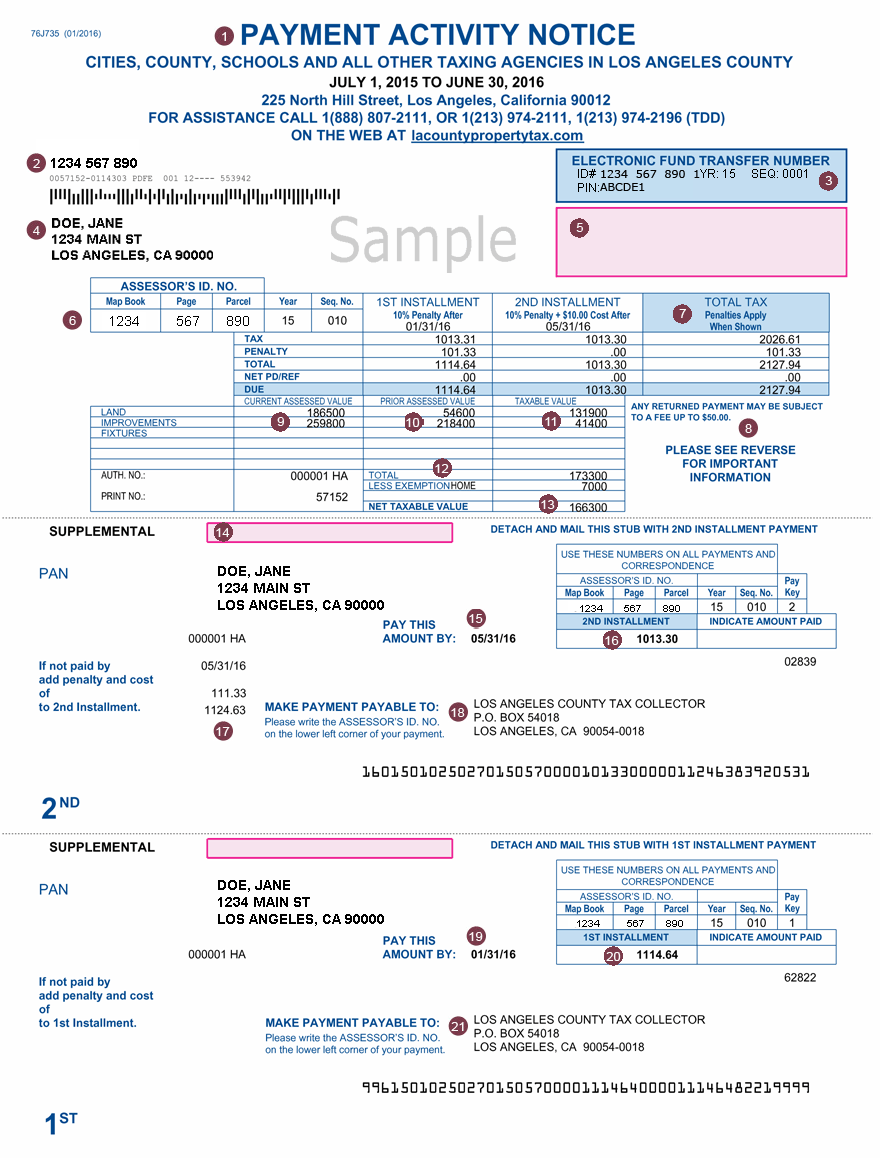 76J735 (01/2016)
1 PAYMENT ACTIVITY NOTICE
CITIES, COUNTY, SCHOOLS AND ALL OTHER TAXING AGENCIES IN LOS ANGELES COUNTY
JULY 1, 2015 TO JUNE 30, 2016
225 North Hill Street, Los Angeles, California 90012
FOR ASSISTANCE CALL 1(888) 807-2111, OR 1(213) 974-2111, 1(213) 974-2196 (TDD)
ON THE WEB AT lacountypropertytax.com
2 1234 567 890
0057152-0114303 PDFE 001 12---- 553942
ELECTRONIC FUND TRANSFER NUMBER
ID# 1234 567 890 1YR: 15 SEQ: 0001
PIN:ABCDE1
3
4 DOE, JANE
1234 MAIN ST
LOS ANGELES, CA 90000
Sample
5
ASSESSOR'S ID. NO.
Map Book Page Parcel Year Seq. No.
6 1234 567 890 15 010
1ST INSTALLMENT
10% Penalty After
01/31/16
2ND INSTALLMENT
10% Penalty + $10.00 Cost After
05/31/16
7 TOTAL TAX
Penalties Apply
When Shown
TAX 1013.31 1013.30 2026.61
PENALTY 101.33 .00 101.33
TOTAL 1114.64 1013.30 2127.94
NET PD/REF .00 .00 .00
DUE 1114.64 1013.30 2127.94
CURRENT ASSESSED VALUE PRIOR ASSESSED VALUE TAXABLE VALUE
LAND 186500 54600 131900
IMPROVEMENTS 9 259800 10 218400 11 41400
FIXTURES
ANY RETURNED PAYMENT MAY BE SUBJECT
TO A FEE UP TO $50.00.
8
PLEASE SEE REVERSE
FOR IMPORTANT
INFORMATION
12
AUTH. NO.: 000001 HA TOTAL 173300
LESS EXEMPTION HOME 7000
PRINT NO.: 57152
NET TAXABLE VALUE 13 166300
SUPPLEMENTAL
14
DETACH AND MAIL THIS STUB WITH 2ND INSTALLMENT PAYMENT
PAN
DOE, JANE
1234 MAIN ST
LOS ANGELES, CA 90000
USE THESE NUMBERS ON ALL PAYMENTS AND
CORRESPONDENCE
ASSESSOR'S ID. NO. Pay
Map Book Page Parcel Year Seq. No. Key
1234 567 890 15 010 2
2ND INSTALLMENT INDICATE AMOUNT PAID
16 1013.30
15
PAY THIS
000001 HA AMOUNT BY: 05/31/16
02839
If not paid by 05/31/16
add penalty and cost
of 111.33
to 2nd Installment. 1124.63
17
MAKE PAYMENT PAYABLE TO:
Please write the ASSESSOR'S ID. NO.
on the lower left corner of your payment.
18
LOS ANGELES COUNTY TAX COLLECTOR
P.O. BOX 54018
LOS ANGELES, CA 90054-0018
16015010250270150570000101330000011246383920531
2ND
SUPPLEMENTAL
DETACH AND MAIL THIS STUB WITH 1ST INSTALLMENT PAYMENT
PAN
DOE, JANE
1234 MAIN ST
LOS ANGELES, CA 90000
USE THESE NUMBERS ON ALL PAYMENTS AND
CORRESPONDENCE
ASSESSOR'S ID. NO. Pay
Map Book Page Parcel Year Seq. No. Key
1234 567 890 15 010 1
1ST INSTALLMENT INDICATE AMOUNT PAID
20 1114.64
19
PAY THIS
000001 HA AMOUNT BY: 01/31/16
62822
If not paid by
add penalty and cost
of
to 1st Installment.
MAKE PAYMENT PAYABLE TO:
Please write the ASSESSOR'S ID. NO.
on the lower left corner of your payment.
21
LOS ANGELES COUNTY TAX COLLECTOR
P.O. BOX 54018
LOS ANGELES, CA 90054-0018
99615010250270150570000111464000011146482219999
1ST